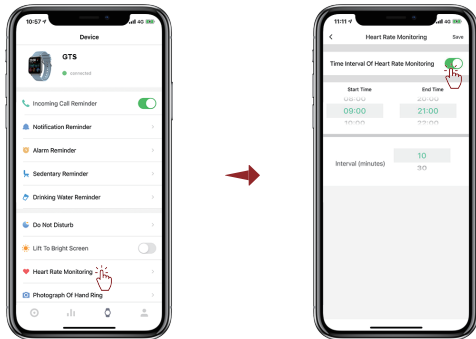 10:57
4G
Device
GTS
connected
Incoming Call Reminder
Notification Reminder
Alarm Reminder
Sedentary Reminder
Drinking Water Reminder
Do Not Disturb
Lift To Bright Screen
Heart Rate Monitoring
Photograph Of Hand Ring
11:11
4G
Heart Rate Monitoring Save
Time Interval Of Heart Rate Monitoring
Start Time End Time
08:00 20:00
09:00 21:00
10:00 22:00
10
Interval (minutes)
30